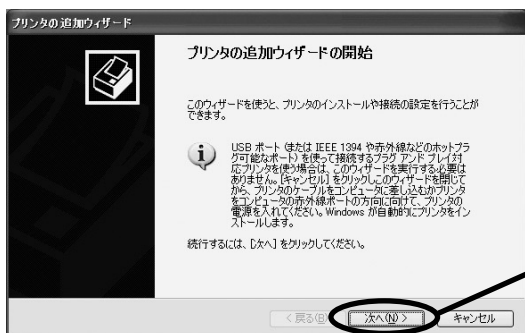 プリンタの追加ウィザード
プリンタの追加ウィザードの開始
このウィザードを使うと、プリンタのインストールや接続の設定を行うことが
できます。
USB ポート (または IEEE 1394 や赤外線などのホットプラ
グ可能なポート) を使って接続するプラグ アンド プレイ対
応プリンタを使う場合は、このウィザードを実行する必要は
ありません。[キャンセル] をクリックしこのウィザードを閉じて
から、プリンタのケーブルをコンピュータに差し込むかプリンタ
をコンピュータの赤外線ポートの方向に向けて、プリンタの
電源を入れてください。Windows が自動的にプリンタをイン
ストールします。
続行するには、[次へ] をクリックしてください。
< 戻る(B) 次へ(N) > キャンセル